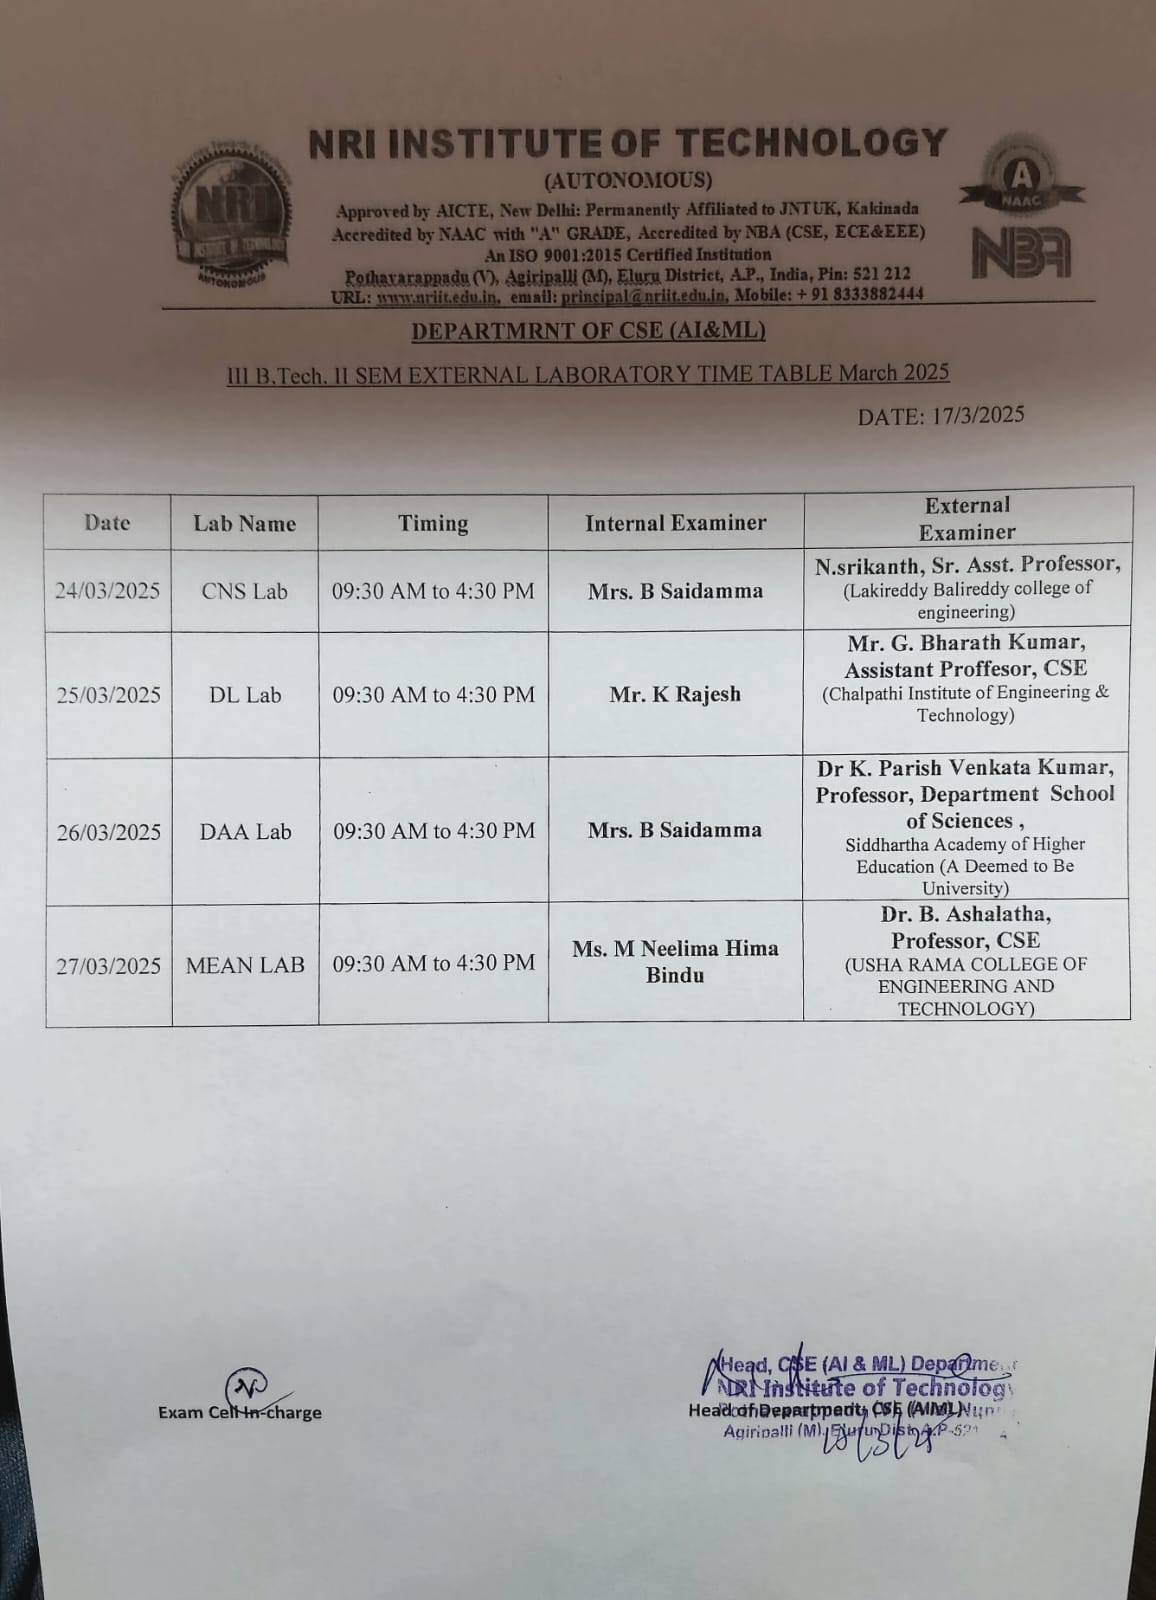 NRI INSTITUTE OF TECHNOLOGY
(AUTONOMOUS)
Approved by AICTE, New Delhi: Permanently Affiliated to JNTUK, Kakinada
Accredited by NAAC with "A" GRADE, Accredited by NBA (CSE, ECE&EEE)
An ISO 9001:2015 Certified Institution
Pothavarappadu (V), Agiripalli (M), Eluru District, A.P., India, Pin: 521 212
URL: www.nriit.edu.in, email: principal@nriit.edu.in, Mobile: + 91 8333882444
NRI
AUTONOMOUS
A
NAAC
NBA
DEPARTMRNT OF CSE (AI&ML)
III B.Tech. II SEM EXTERNAL LABORATORY TIME TABLE March 2025
DATE: 17/3/2025
Date Lab Name Timing Internal Examiner External
Examiner
24/03/2025 CNS Lab 09:30 AM to 4:30 PM Mrs. B Saidamma N.srikanth, Sr. Asst. Professor,
(Lakireddy Balireddy college of
engineering)
25/03/2025 DL Lab 09:30 AM to 4:30 PM Mr. K Rajesh Mr. G. Bharath Kumar,
Assistant Proffesor, CSE
(Chalpathi Institute of Engineering &
Technology)
26/03/2025 DAA Lab 09:30 AM to 4:30 PM Mrs. B Saidamma Dr K. Parish Venkata Kumar,
Professor, Department School
of Sciences ,
Siddhartha Academy of Higher
Education (A Deemed to Be
University)
27/03/2025 MEAN LAB 09:30 AM to 4:30 PM Ms. M Neelima Hima
Bindu Dr. B. Ashalatha,
Professor, CSE
(USHA RAMA COLLEGE OF
ENGINEERING AND
TECHNOLOGY)
Exam Cell In-charge
Head, CSE (AI & ML)
NRI Institute of
Head of Department, CSE (AIML)
Agiripalli (M), Eluru Dist